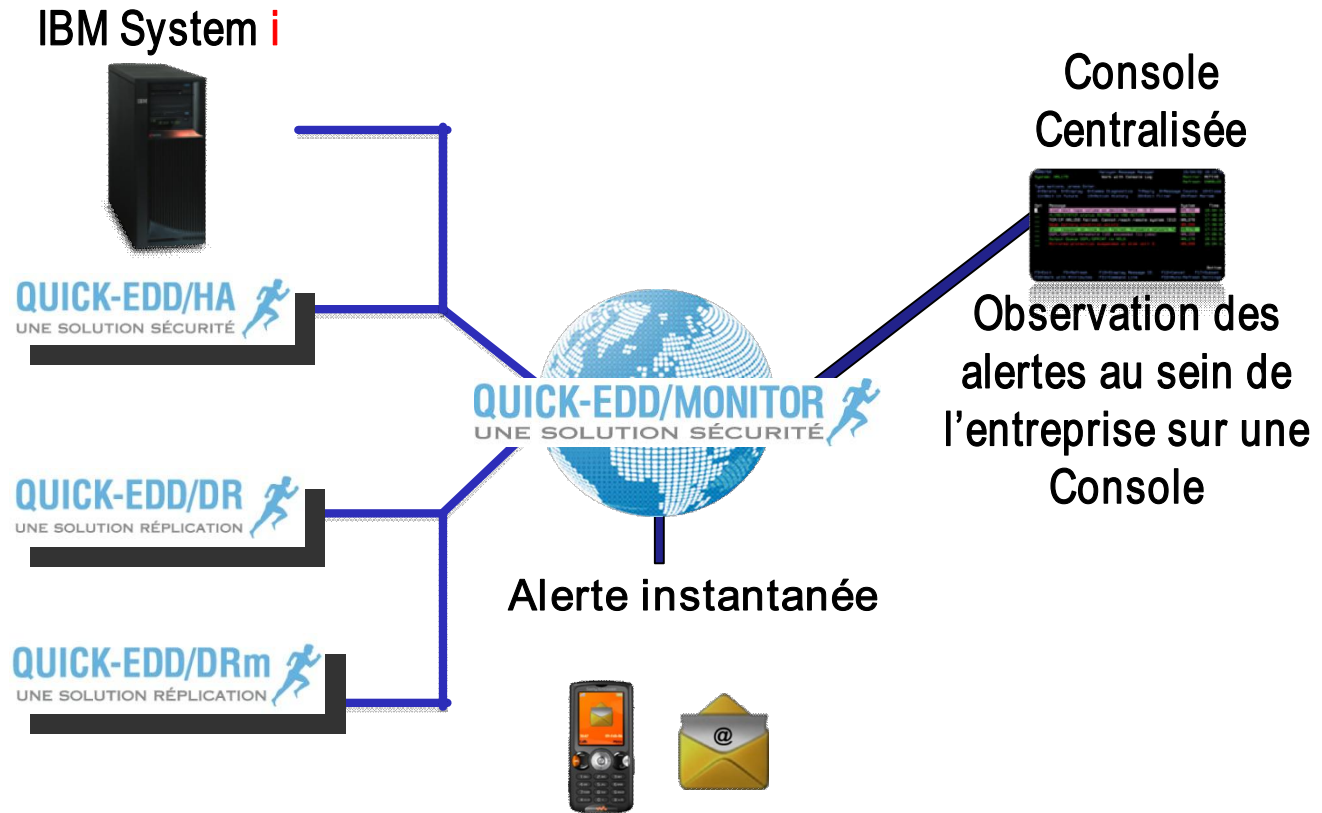 IBM System i
Console
Centralisée
QUICK-EDD/HA
UNE SOLUTION SÉCURITÉ
Observation des
alertes au sein de
l’entreprise sur une
Console
QUICK-EDD/MONITOR
UNE SOLUTION SÉCURITÉ
QUICK-EDD/DR
UNE SOLUTION RÉPLICATION
Alerte instantanée
QUICK-EDD/DRm
UNE SOLUTION RÉPLICATION
@